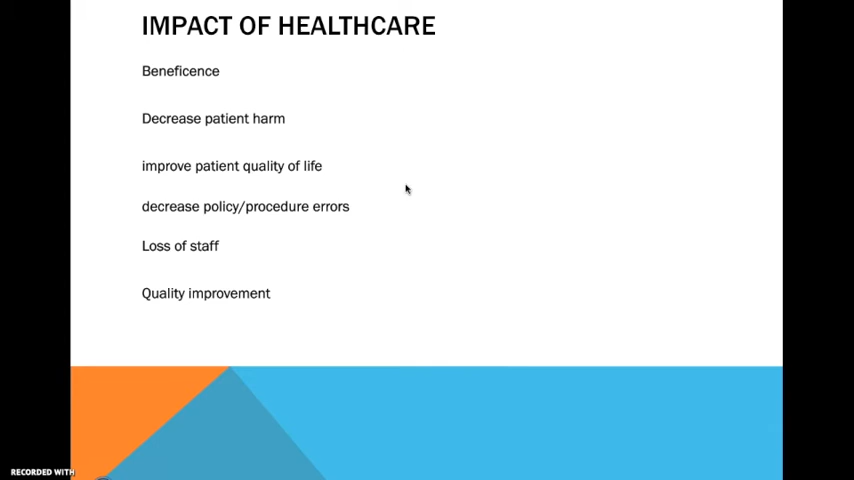 IMPACT OF HEALTHCARE
Beneficence
Decrease patient harm
improve patient quality of life
decrease policy/procedure errors
Loss of staff
Quality improvement
RECORDED WITH